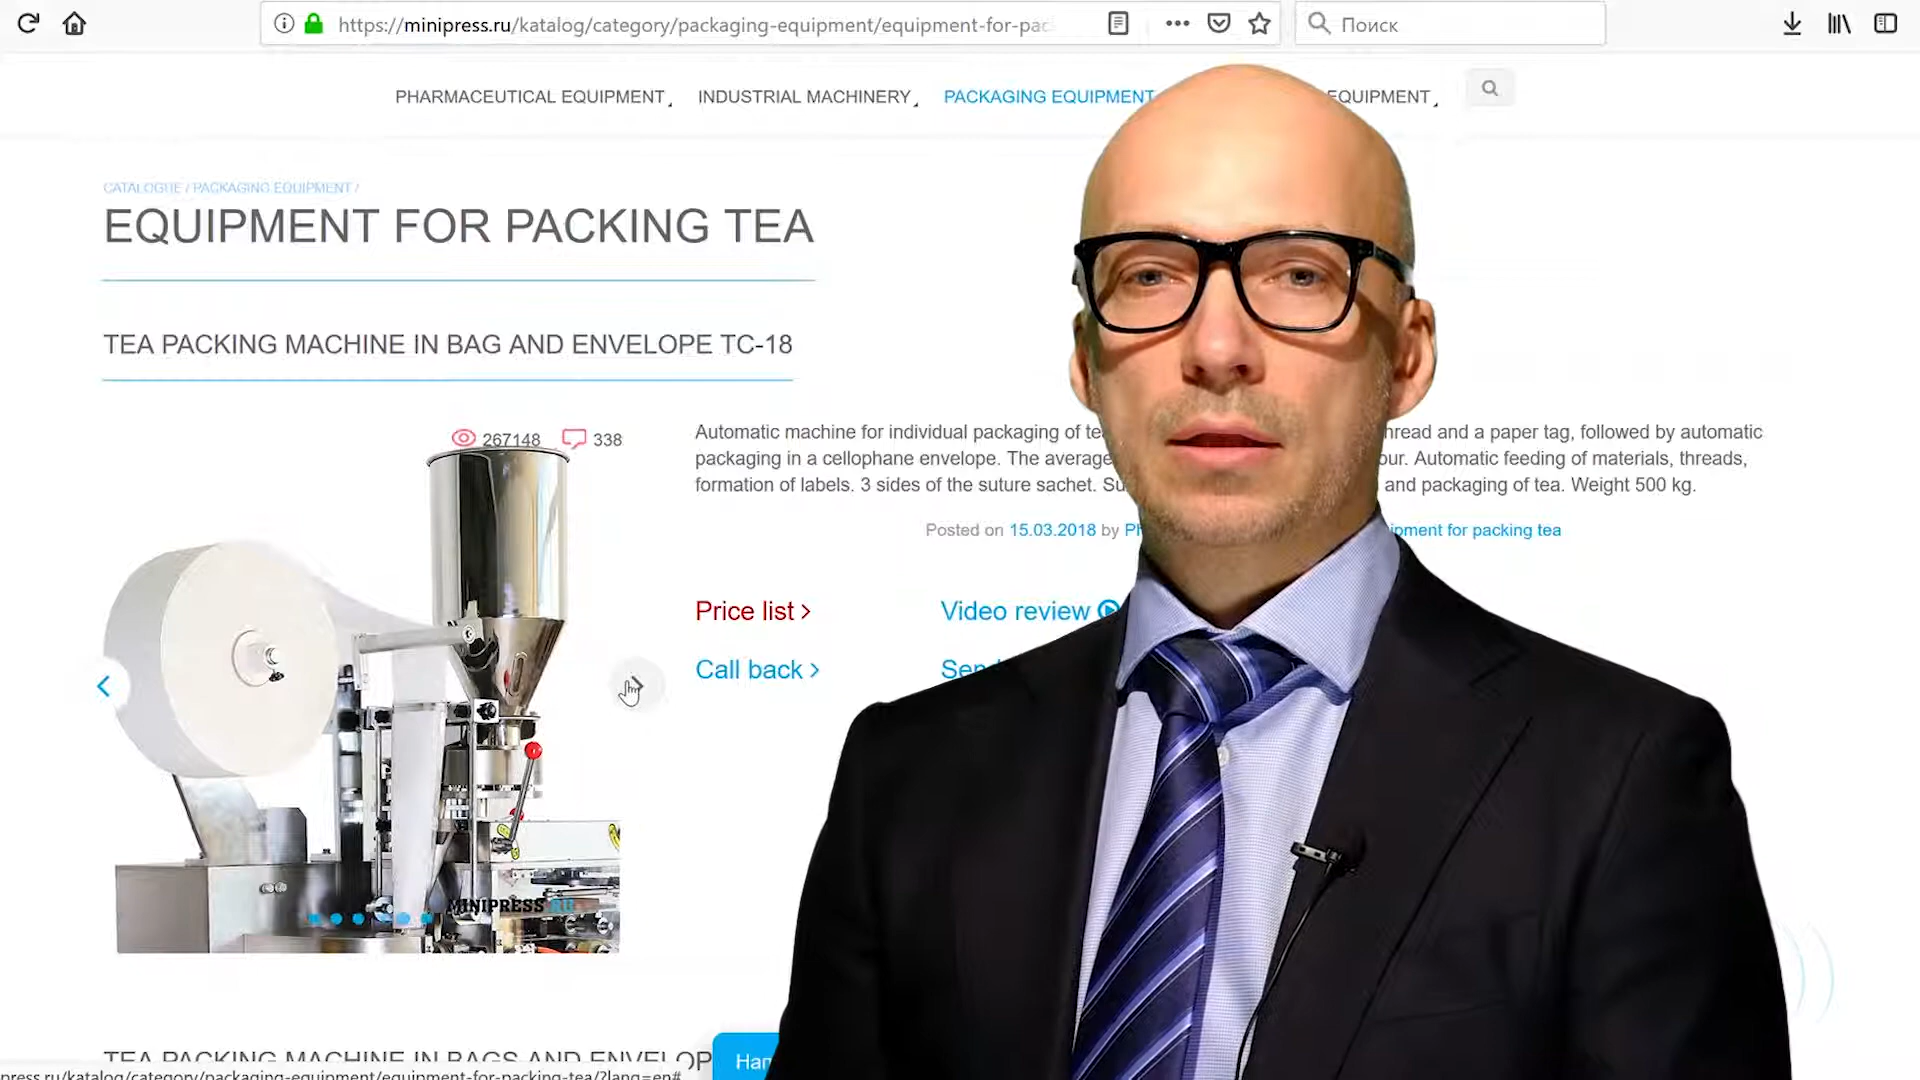 https://minipress.ru/katalog/category/packaging-equipment/equipment-for-pac
Поиск
PHARMACEUTICAL EQUIPMENT INDUSTRIAL MACHINERY PACKAGING EQUIPMENT EQUIPMENT
CATALOGUE / PACKAGING EQUIPMENT /
EQUIPMENT FOR PACKING TEA
TEA PACKING MACHINE IN BAG AND ENVELOPE TC-18
267148 338
Automatic machine for individual packaging of hread and a paper tag, followed by automatic
packaging in a cellophane envelope. The average our. Automatic feeding of materials, threads,
formation of labels. 3 sides of the suture sachet. and packaging of tea. Weight 500 kg.
Posted on 15.03.2018 by ipment for packing tea
Price list > Video review
Call back > Send
MINIPRESS.RU
TEA PACKING MACHINE IN BAGS AND ENVELOP
press.ru/katalog/category/packaging-equipment/equipment-for-packing-tea/?lang=en#